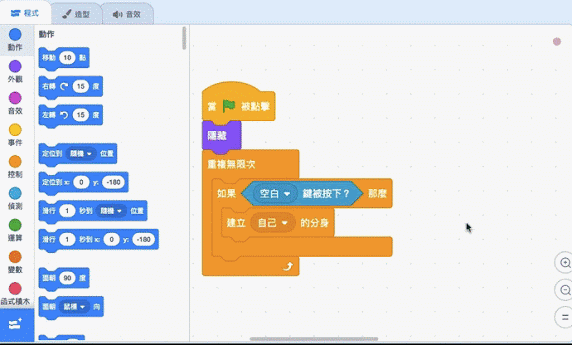 程式 造型 音效
動作
外觀
音效
事件
控制
偵測
運算
變數
函式積木
動作
移動 10 點
右轉 15 度
左轉 15 度
定位到 隨機 位置
定位到 x: 0 y: -180
滑行 1 秒到 隨機 位置
滑行 1 秒到 x: 0 y: -180
面朝 90 度
面朝 鼠標 向
當 被點擊
隱藏
重複無限次
如果 空白 鍵被按下？ 那麼
建立 自己 的分身